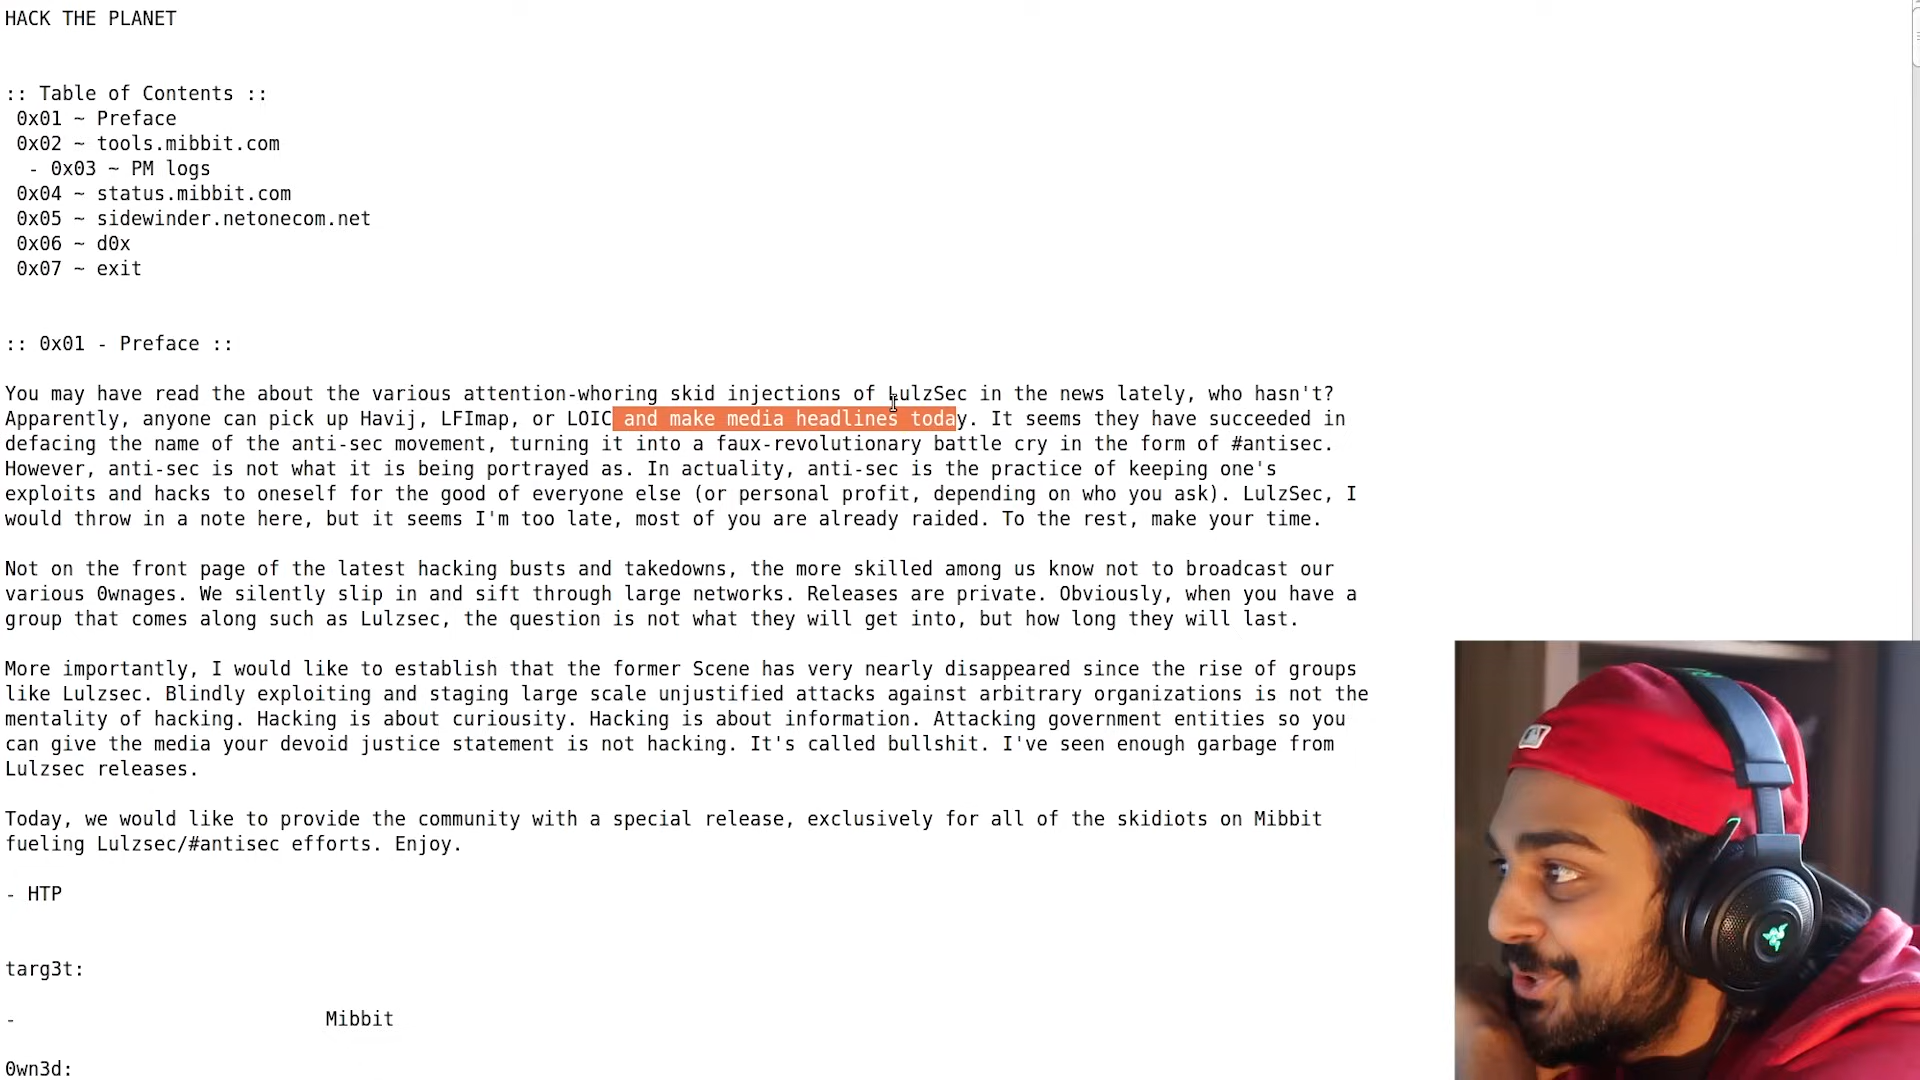 HACK THE PLANET
:: Table of Contents ::
0x01 ~ Preface
0x02 ~ tools.mibbit.com
- 0x03 ~ PM logs
0x04 ~ status.mibbit.com
0x05 ~ sidewinder.netonecom.net
0x06 ~ d0x
0x07 ~ exit
:: 0x01 - Preface ::
You may have read the about the various attention-whoring skid injections of LulzSec in the news lately, who hasn't?
Apparently, anyone can pick up Havij, LFImap, or LOIC and make media headlines today. It seems they have succeeded in
defacing the name of the anti-sec movement, turning it into a faux-revolutionary battle cry in the form of #antisec.
However, anti-sec is not what it is being portrayed as. In actuality, anti-sec is the practice of keeping one's
exploits and hacks to oneself for the good of everyone else (or personal profit, depending on who you ask). LulzSec, I
would throw in a note here, but it seems I'm too late, most of you are already raided. To the rest, make your time.
Not on the front page of the latest hacking busts and takedowns, the more skilled among us know not to broadcast our
various 0wnages. We silently slip in and sift through large networks. Releases are private. Obviously, when you have a
group that comes along such as Lulzsec, the question is not what they will get into, but how long they will last.
More importantly, I would like to establish that the former Scene has very nearly disappeared since the rise of groups
like Lulzsec. Blindly exploiting and staging large scale unjustified attacks against arbitrary organizations is not the
mentality of hacking. Hacking is about curiousity. Hacking is about information. Attacking government entities so you
can give the media your devoid justice statement is not hacking. It's called bullshit. I've seen enough garbage from
Lulzsec releases.
Today, we would like to provide the community with a special release, exclusively for all of the skidiots on Mibbit
fueling Lulzsec/#antisec efforts. Enjoy.
- HTP
targ3t:
- Mibbit
0wn3d: